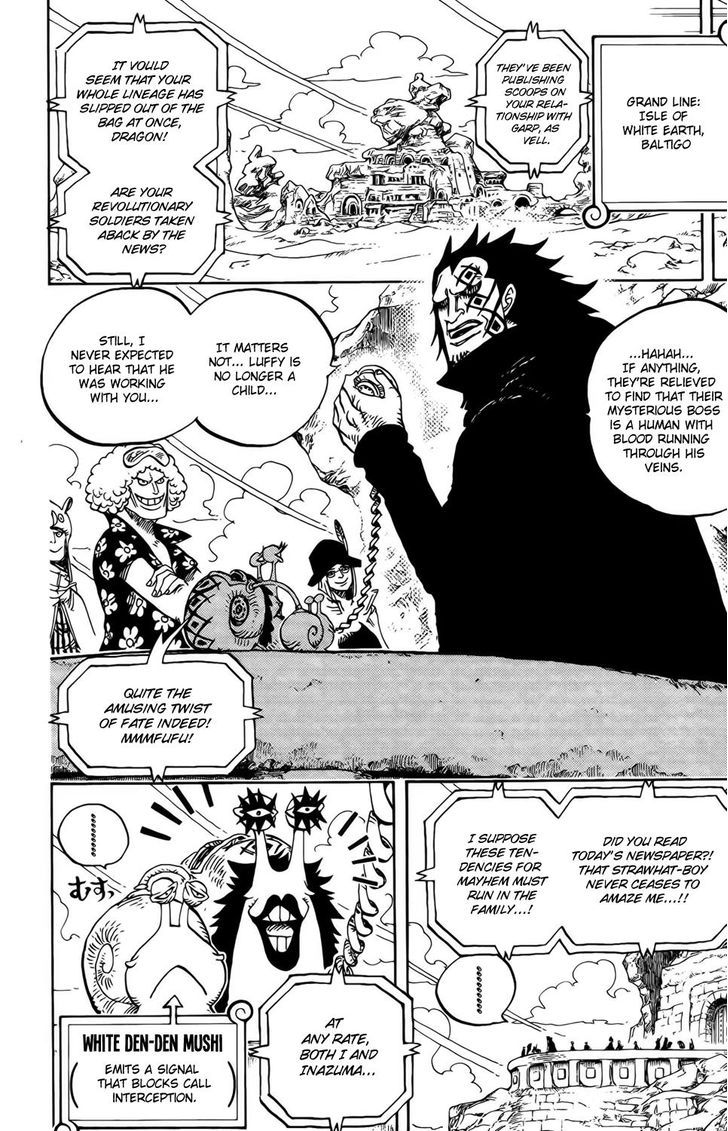 GRAND LINE:
ISLE OF
WHITE EARTH,
BALTIGO
THEY'VE BEEN
PUBLISHING
SCOOPS ON
YOUR RELA-
TIONSHIP WITH
GARP, AS
VELL.
IT VOULD
SEEM THAT YOUR
WHOLE LINEAGE HAS
SLIPPED OUT OF THE
BAG AT ONCE,
DRAGON!
ARE YOUR
REVOLUTIONARY
SOLDIERS TAKEN
ABACK BY THE
NEWS?
...HAHAH...
IF ANYTHING,
THEY'RE RELIEVED
TO FIND THAT THEIR
MYSTERIOUS BOSS
IS A HUMAN WITH
BLOOD RUNNING
THROUGH HIS
VEINS.
IT MATTERS
NOT... LUFFY IS
NO LONGER A
CHILD...
STILL, I
NEVER EXPECTED
TO HEAR THAT HE
WAS WORKING
WITH YOU...
QUITE THE
AMUSING TWIST
OF FATE INDEED!
MMMFUFU!
DID YOU READ
TODAY'S NEWSPAPER?!
THAT STRAWHAT-BOY
NEVER CEASES TO
AMAZE ME...!!
I SUPPOSE
THESE TEN-
DENCIES FOR
MAYHEM MUST
RUN IN THE
FAMILY...!
.........
.........
むすっ
WHITE DEN-DEN MUSHI
EMITS A SIGNAL
THAT BLOCKS CALL
INTERCEPTION.
AT
ANY RATE,
BOTH I AND
INAZUMA...